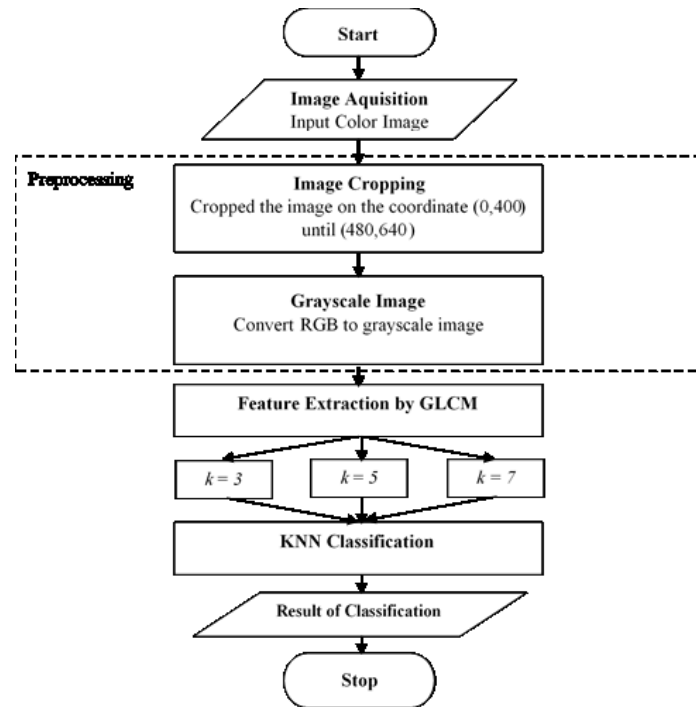 Start
Image Aquisition
Input Color Image
Preprocessing
Image Cropping
Cropped the image on the coordinate (0,400)
until (480,640)
Grayscale Image
Convert RGB to grayscale image
Feature Extraction by GLCM
k = 3
k = 5
k = 7
KNN Classification
Result of Classification
Stop